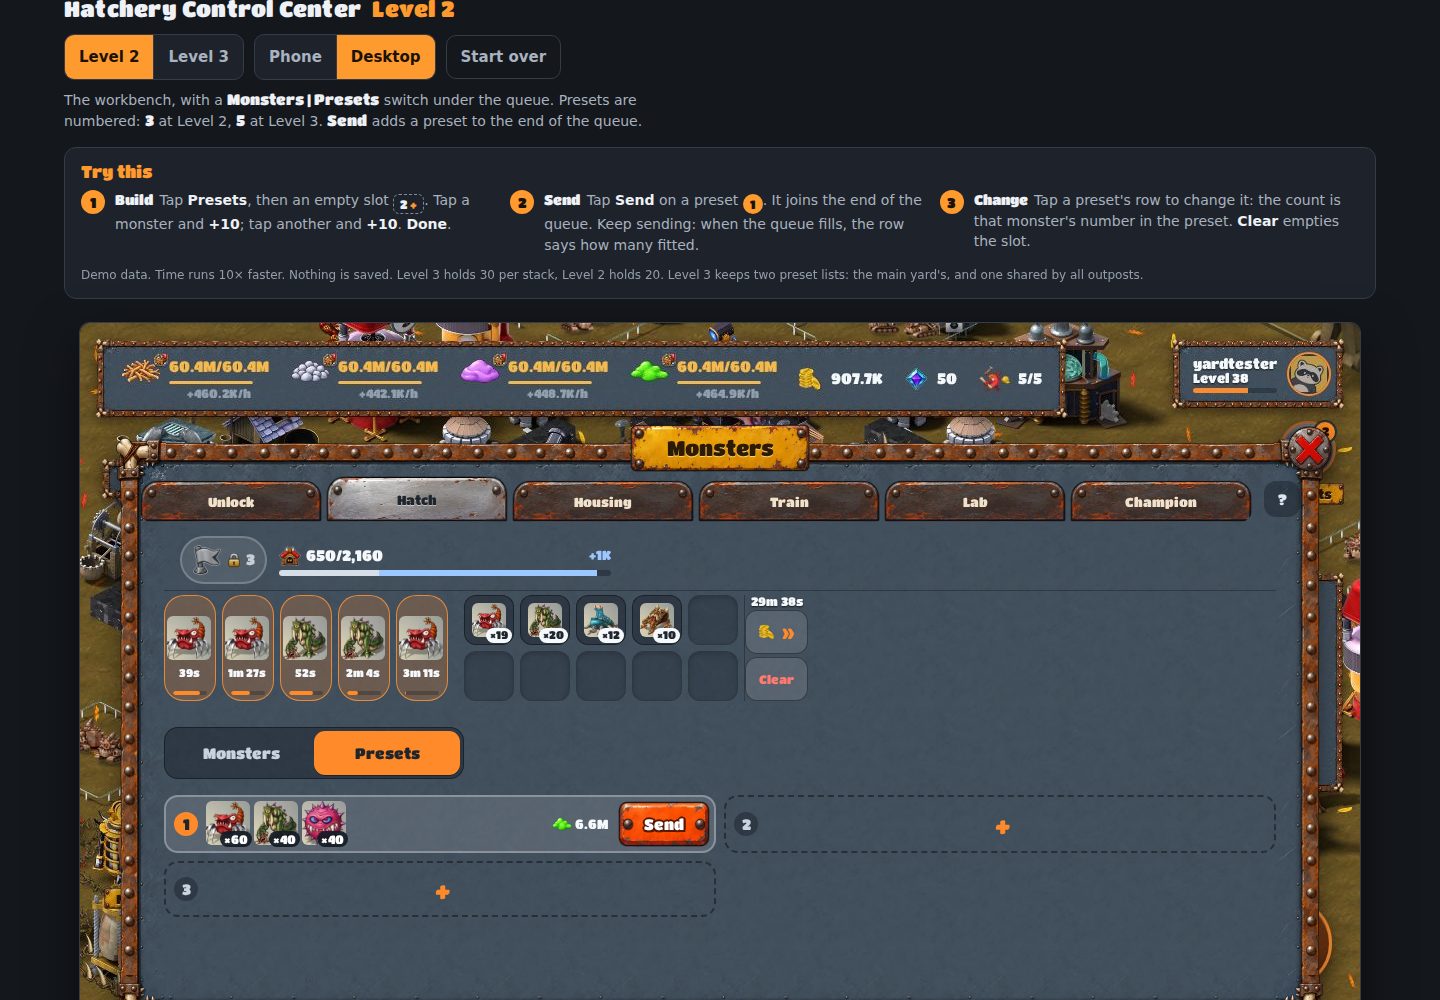 Hatchery Control Center Level 2
Level 2 Level 3 Phone Desktop Start over
The workbench, with a Monsters|Presets switch under the queue. Presets are
numbered: 3 at Level 2, 5 at Level 3. Send adds a preset to the end of the queue.
Try this
1 Build Tap Presets, then an empty slot 2 +. Tap a
monster and +10; tap another and +10. Done.
2 Send Tap Send on a preset 1. It joins the end of the
queue. Keep sending: when the queue fills, the row
says how many fitted.
3 Change Tap a preset's row to change it: the count is
that monster's number in the preset. Clear empties
the slot.
Demo data. Time runs 10× faster. Nothing is saved. Level 3 holds 30 per stack, Level 2 holds 20. Level 3 keeps two preset lists: the main yard's, and one shared by all outposts.
60.4M/60.4M 60.4M/60.4M 60.4M/60.4M 60.4M/60.4M 907.7K 50 5/5
+460.2K/h +442.1K/h +448.7K/h +464.9K/h
yardtester
Level 38
Monsters
Unlock Hatch Housing Train Lab Champion ?
3 650/2,160 +1K
39s 1m 27s 52s 2m 4s 3m 11s
×19 ×20 ×12 ×10
29m 38s
Clear
Monsters Presets
1 ×60 ×40 ×40 6.6M Send
2 +
3 +